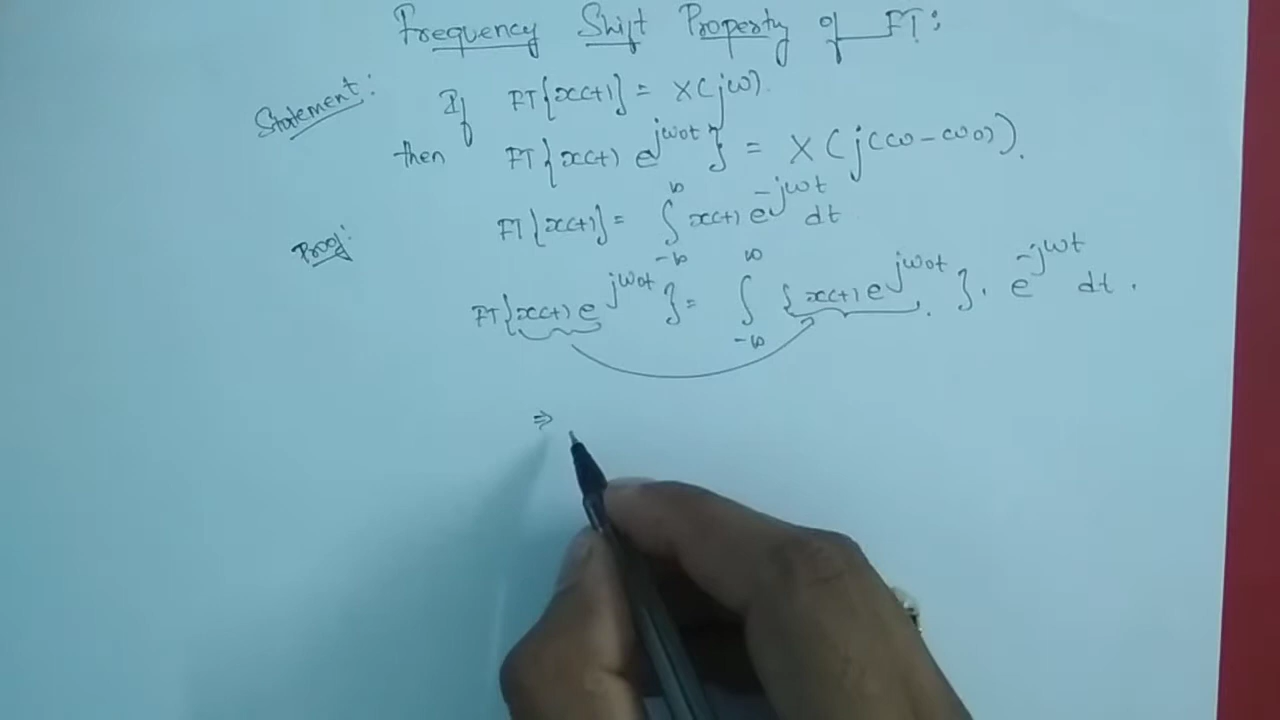 Frequency Shift Property of FT:
Statement: If FT{x(t)} = X(jω).
then FT{x(t) e^{jω0t}} = X(j(ω-ω0)).
Proof: FT{x(t)} = ∫_{-∞}^{∞} x(t) e^{-jωt} dt
FT{x(t) e^{jω0t}} = ∫_{-∞}^{∞} {x(t) e^{jω0t}}. e^{-jωt} dt.
⇒